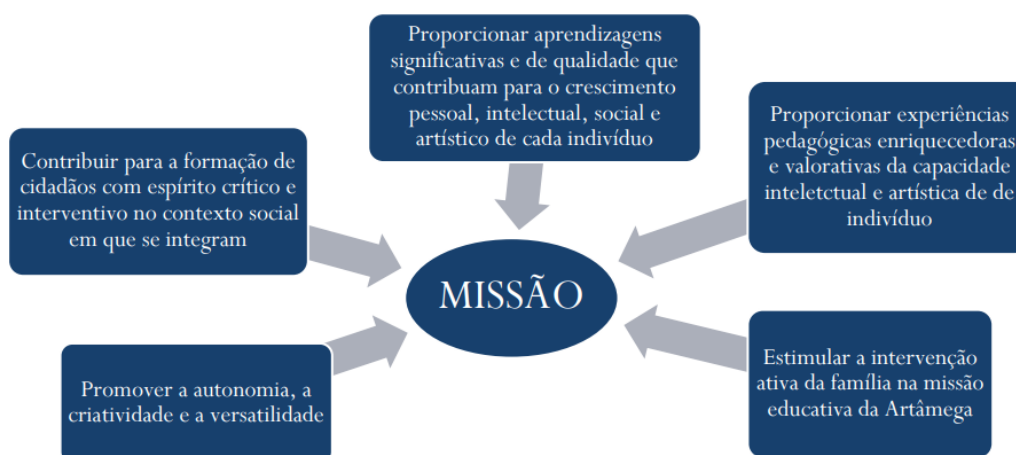 Proporcionar aprendizagens
significativas e de qualidade que
contribuam para o crescimento
pessoal, intelectual, social e
artístico de cada indivíduo
Proporcionar experiências
pedagógicas enriquecedoras
e valorativas da capacidade
inteletctual e artística de de
indivíduo
Contribuir para a formação de
cidadãos com espírito crítico e
interventivo no contexto social
em que se integram
MISSÃO
Promover a autonomia, a
criatividade e a versatilidade
Estimular a intervenção
ativa da família na missão
educativa da Artâmega